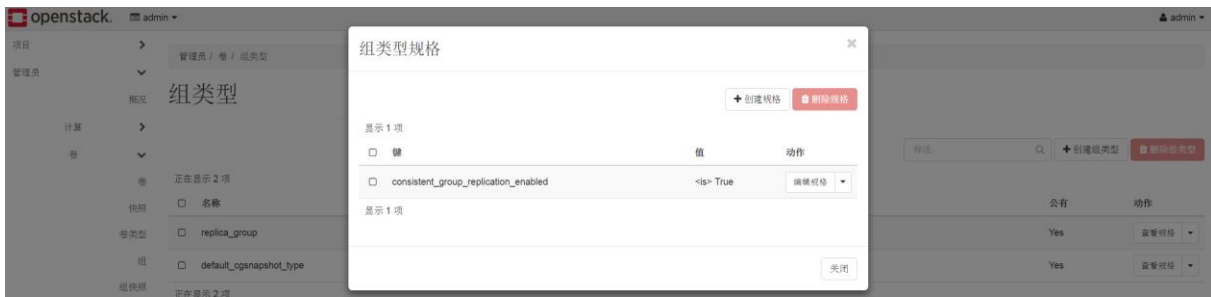 openstack. admin
admin
项目
管理员
概况
计算
卷
卷
快照
卷类型
组
组快照
管理员 / 卷 / 组类型
组类型
筛选
+ 创建组类型
删除组类型
正在显示 2 项
名称
公有
动作
replica_group
Yes
查看规格
default_cgsnapshot_type
Yes
查看规格
正在显示 2 项
组类型规格
×
+ 创建规格
删除规格
显示 1 项
键
值
动作
consistent_group_replication_enabled
<is> True
编辑规格
显示 1 项
关闭